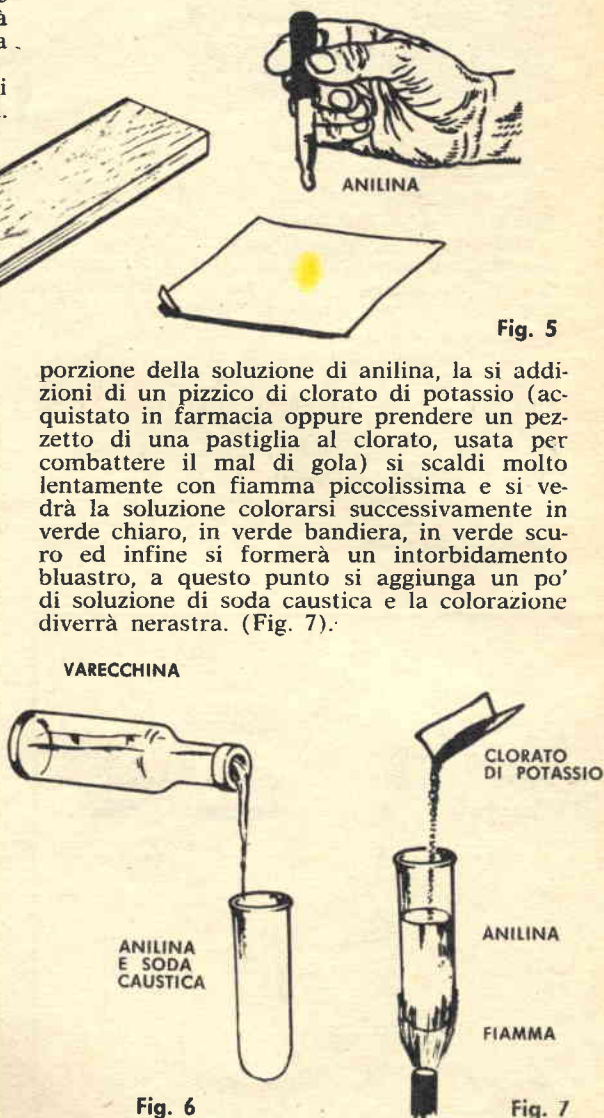 ANILINA
Fig. 5
porzione della soluzione di anilina, la si addi-
zioni di un pizzico di clorato di potassio (ac-
quistato in farmacia oppure prendere un pez-
zetto di una pastiglia al clorato, usata per
combattere il mal di gola) si scaldi molto
lentamente con fiamma piccolissima e si ve-
drà la soluzione colorarsi successivamente in
verde chiaro, in verde bandiera, in verde scu-
ro ed infine si formerà un intorbidamento
bluastro, a questo punto si aggiunga un po'
di soluzione di soda caustica e la colorazione
diverrà nerastra. (Fig. 7).
VARECCHINA
CLORATO
DI POTASSIO
ANILINA
E SODA
CAUSTICA
ANILINA
FIAMMA
Fig. 6
Fig. 7